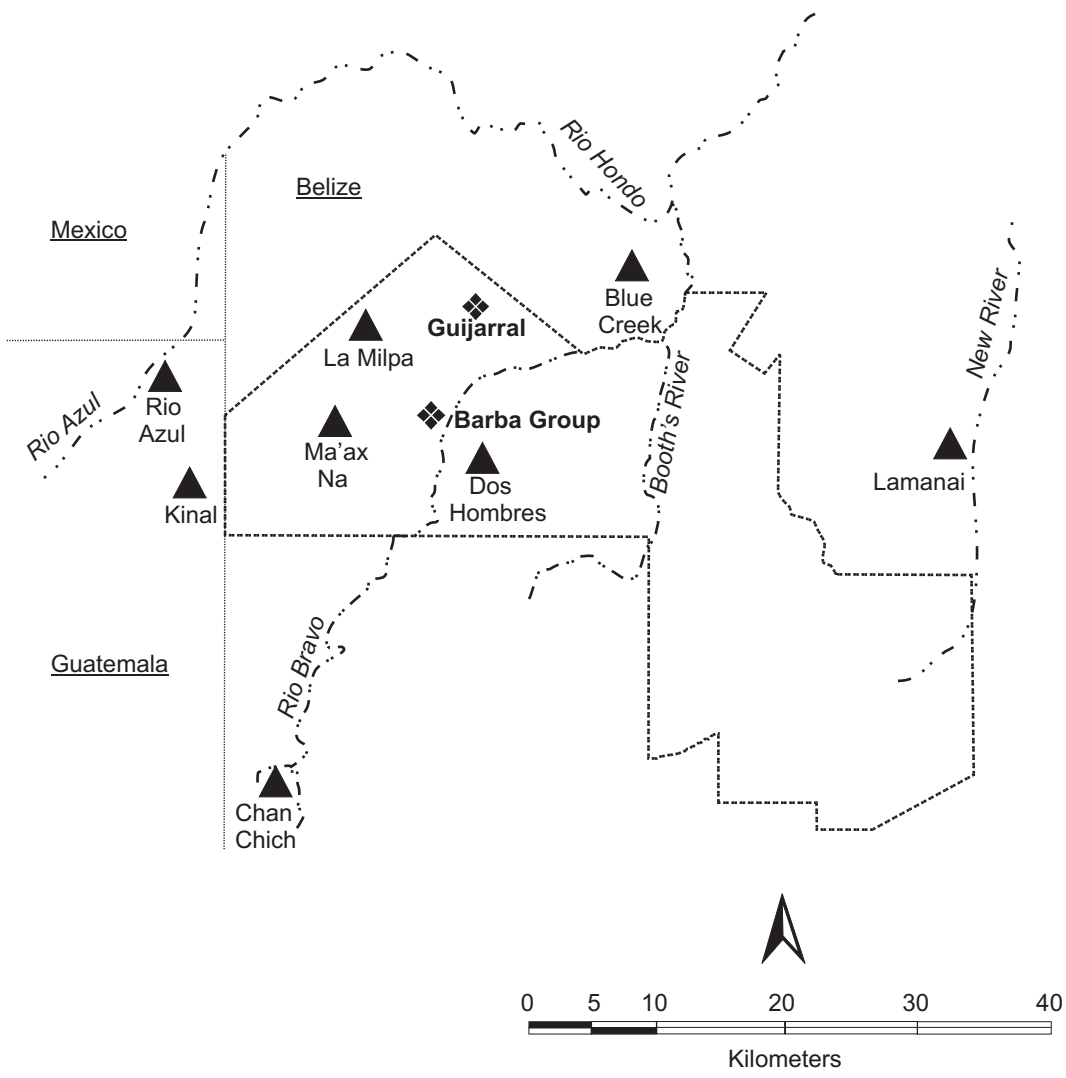 Rio Hondo
Belize
Mexico
Blue
Creek
Guijarral
New River
La Milpa
Rio Azul
Rio
Azul
Booth's River
Barba Group
Ma'ax
Na
Lamanai
Dos
Hombres
Kinal
Guatemala
Rio Bravo
Chan
Chich
0 5 10 20 30 40
Kilometers